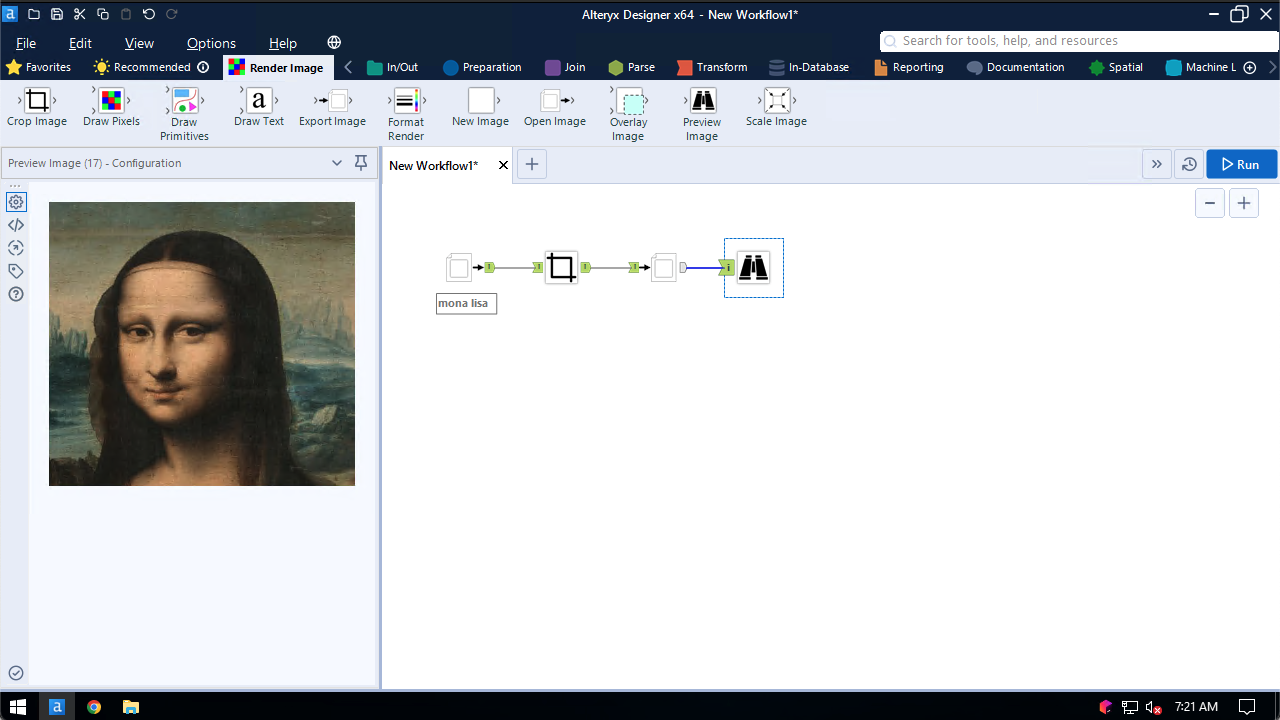 Alteryx Designer x64 - New Workflow1*
File Edit View Options Help
Search for tools, help, and resources
Favorites Recommended Render Image In/Out Preparation Join Parse Transform In-Database Reporting Documentation Spatial Machine L
Crop Image Draw Pixels Draw Primitives Draw Text Export Image Format Render New Image Open Image Overlay Image Preview Image Scale Image
Preview Image (17) - Configuration
New Workflow1*
Run
mona lisa
7:21 AM